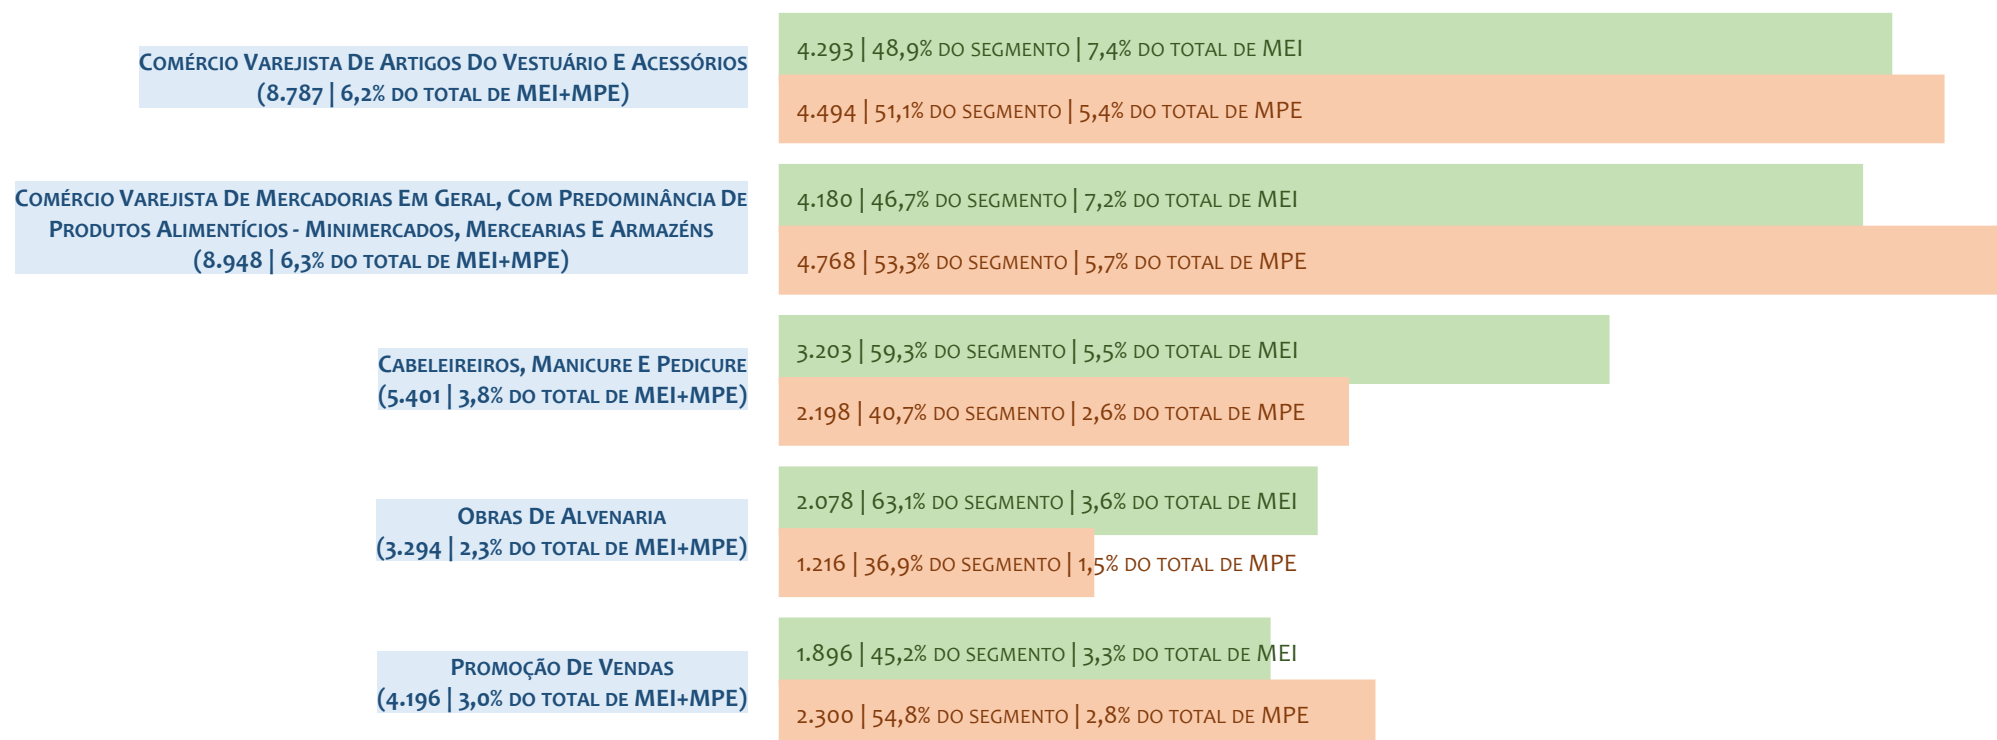 Comércio Varejista De Artigos Do Vestuário E Acessórios
(8.787 | 6,2% do total de MEI+MPE)
4.293 | 48,9% do segmento | 7,4% do total de MEI
4.494 | 51,1% do segmento | 5,4% do total de MPE
Comércio Varejista De Mercadorias Em Geral, Com Predominância De
Produtos Alimentícios - Minimercados, Mercearias E Armazéns
(8.948 | 6,3% do total de MEI+MPE)
4.180 | 46,7% do segmento | 7,2% do total de MEI
4.768 | 53,3% do segmento | 5,7% do total de MPE
Cabeleireiros, Manicure E Pedicure
(5.401 | 3,8% do total de MEI+MPE)
3.203 | 59,3% do segmento | 5,5% do total de MEI
2.198 | 40,7% do segmento | 2,6% do total de MPE
Obras De Alvenaria
(3.294 | 2,3% do total de MEI+MPE)
2.078 | 63,1% do segmento | 3,6% do total de MEI
1.216 | 36,9% do segmento | 1,5% do total de MPE
Promoção De Vendas
(4.196 | 3,0% do total de MEI+MPE)
1.896 | 45,2% do segmento | 3,3% do total de MEI
2.300 | 54,8% do segmento | 2,8% do total de MPE